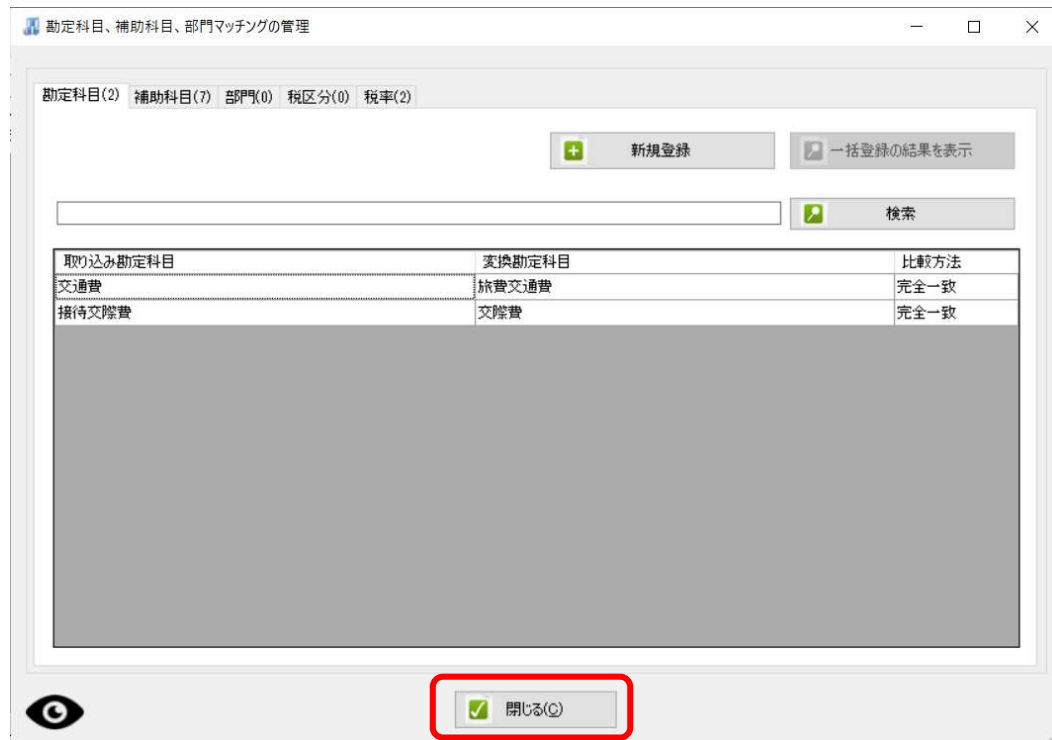 勘定科目、補助科目、部門マッチングの管理
勘定科目(2) 補助科目(7) 部門(0) 税区分(0) 税率(2)
新規登録 一括登録の結果を表示
検索
取り込み勘定科目 変換勘定科目 比較方法
交通費 旅費交通費 完全一致
接待交際費 交際費 完全一致
閉じる(C)